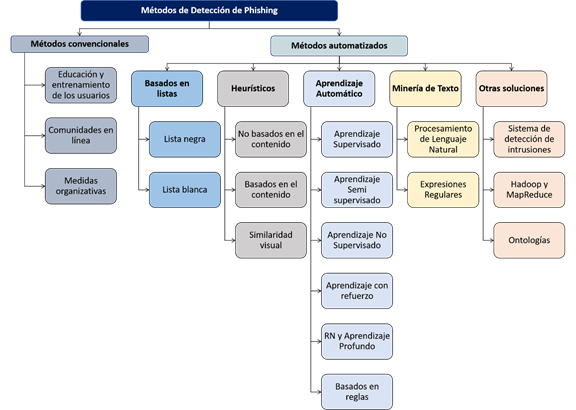 Métodos de Detección de Phishing
Métodos convencionales
Métodos automatizados
Educación y
entrenamiento
de los usuarios
Comunidades en
línea
Medidas
organizativas
Basados en
listas
Lista negra
Lista blanca
Heurísticos
No basados en el
contenido
Basados en el
contenido
Similaridad
visual
Aprendizaje
Automático
Aprendizaje
Supervisado
Aprendizaje
Semi
supervisado
Aprendizaje No
Supervisado
Aprendizaje con
refuerzo
RN y Aprendizaje
Profundo
Basados en
reglas
Minería de Texto
Procesamiento
de Lenguaje
Natural
Expresiones
Regulares
Otras soluciones
Sistema de
detección de
intrusiones
Hadoop y
MapReduce
Ontologías